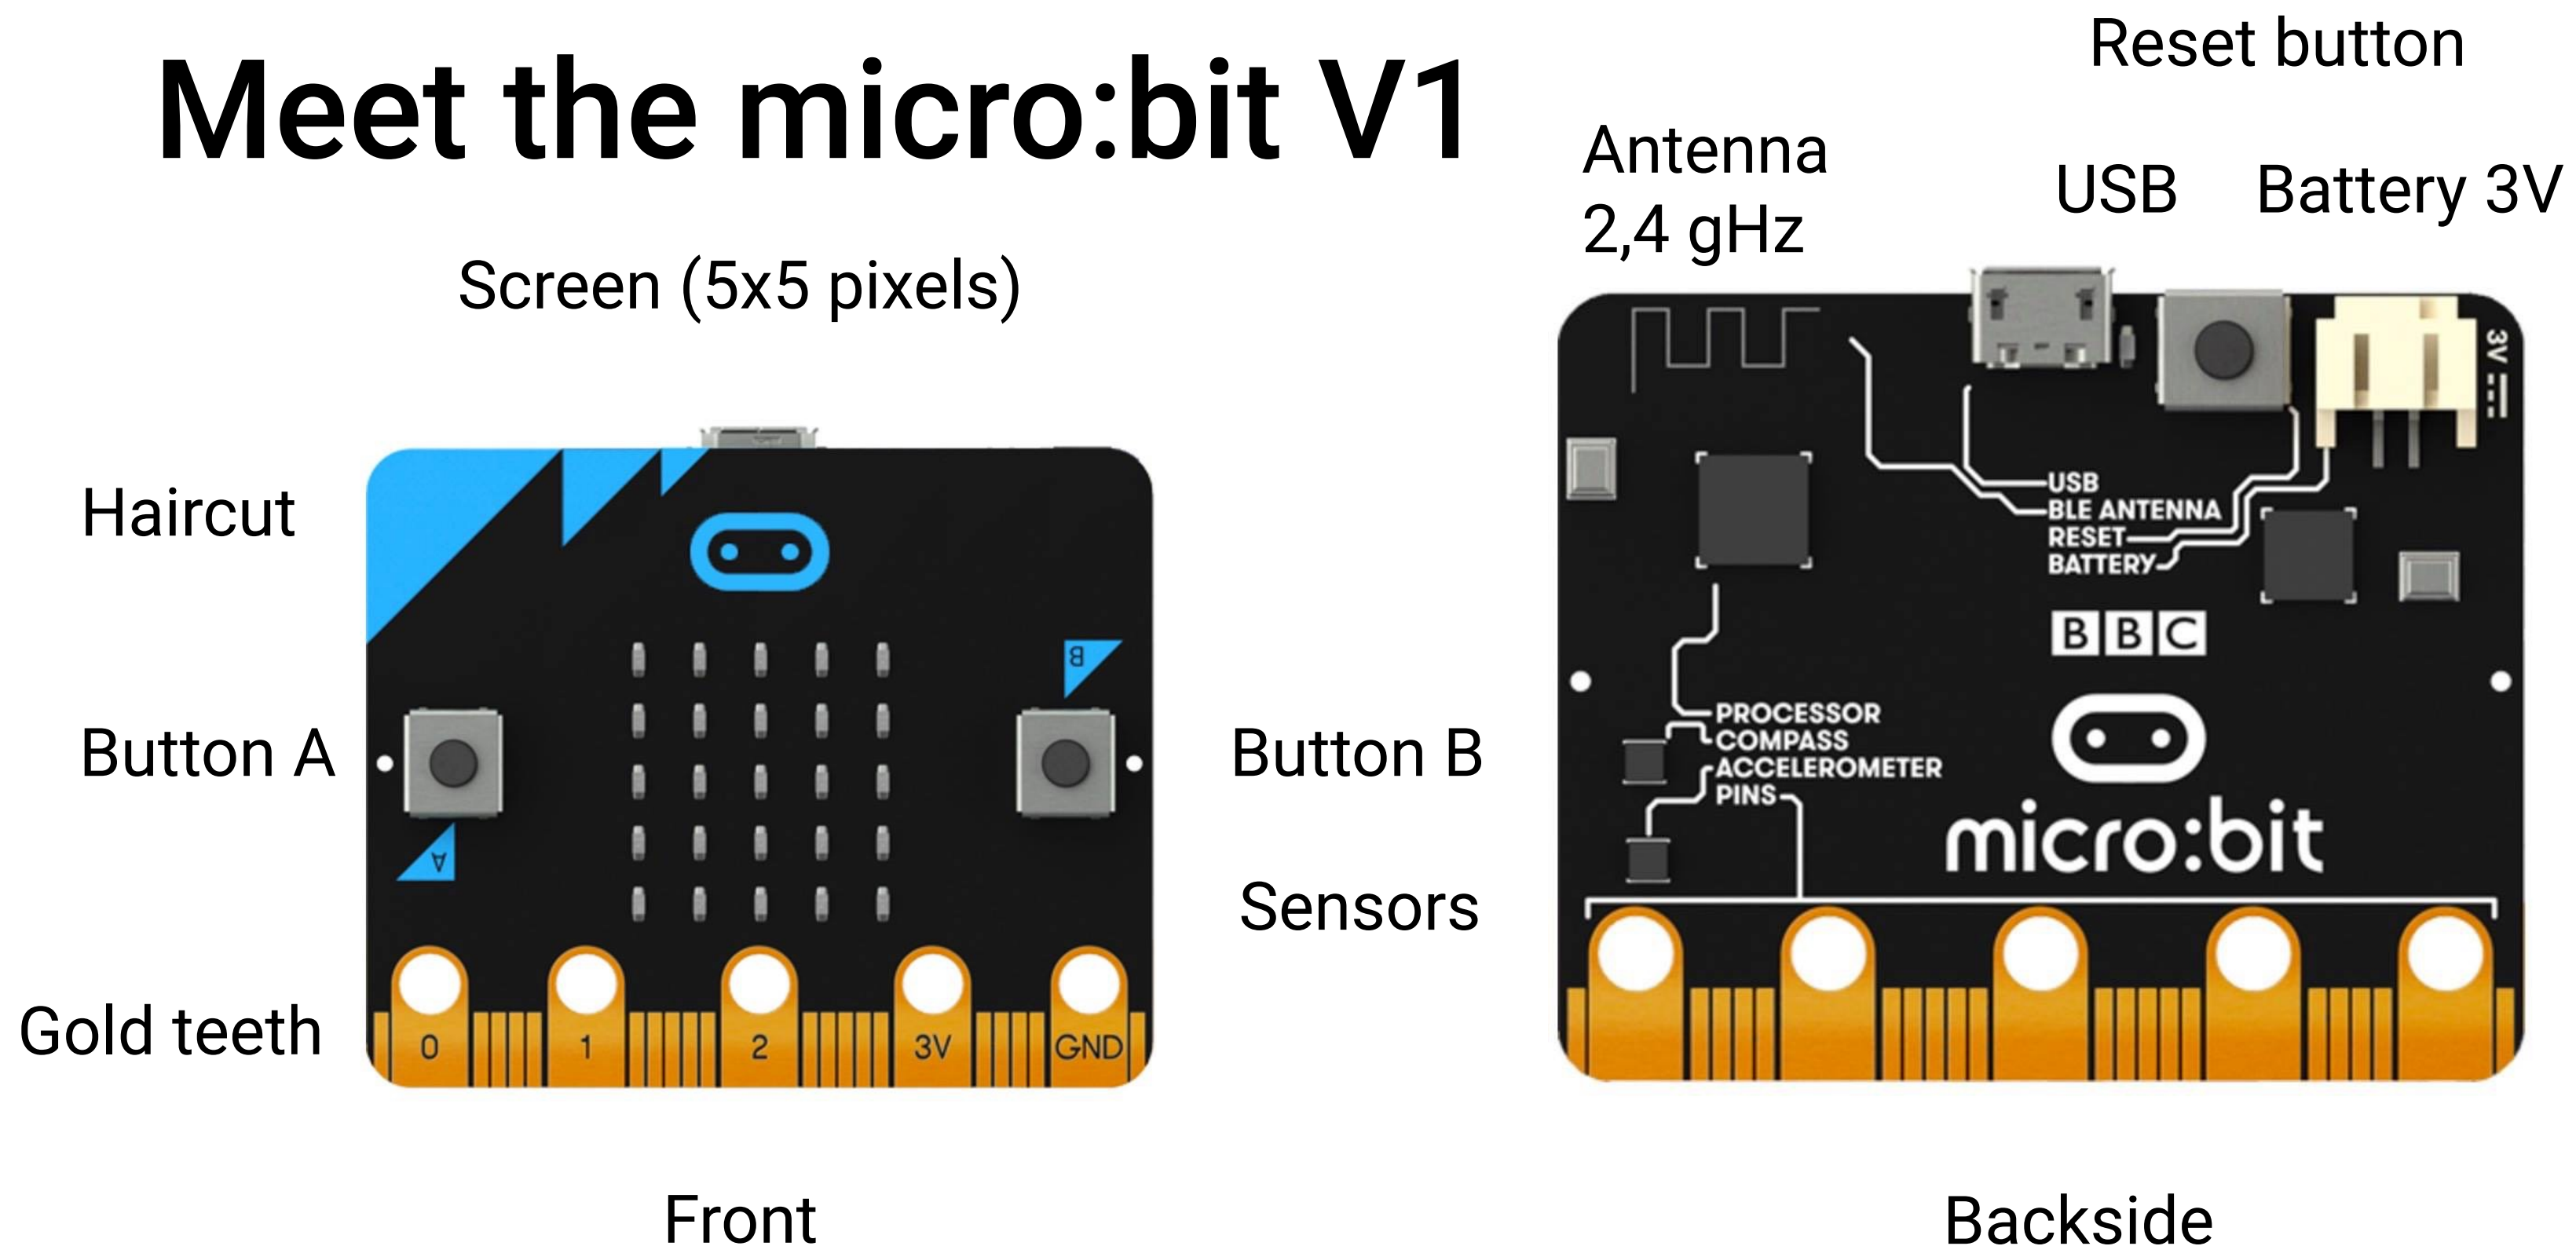 Meet the micro:bit V1
Screen (5x5 pixels)
Haircut
Button A
Gold teeth
B
A
0
1
2
3V
GND
Front
Button B
Sensors
Reset button
Antenna
2,4 gHz
USB
Battery 3V
3V
USB
BLE ANTENNA
RESET
BATTERY
BBC
PROCESSOR
COMPASS
ACCELEROMETER
PINS
micro:bit
Backside